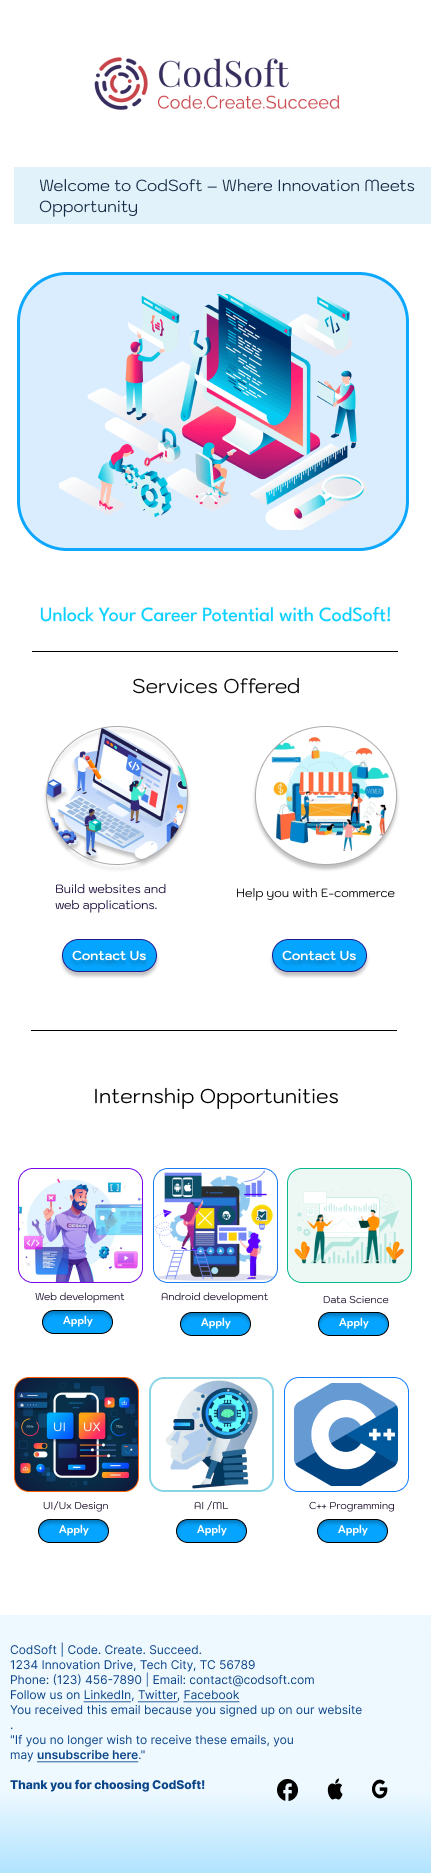 CodSoft
Code.Create.Succeed
Welcome to CodSoft – Where Innovation Meets
Opportunity
Unlock Your Career Potential with CodSoft!
Services Offered
Build websites and
web applications.
Help you with E-commerce
Contact Us
Contact Us
Internship Opportunities
Web development
Android development
Data Science
Apply
Apply
Apply
UI
UX
C++
UI/Ux Design
AI /ML
C++ Programming
Apply
Apply
Apply
CodSoft | Code. Create. Succeed.
1234 Innovation Drive, Tech City, TC 56789
Phone: (123) 456-7890 | Email: contact@codsoft.com
Follow us on LinkedIn, Twitter, Facebook
You received this email because you signed up on our website
.
"If you no longer wish to receive these emails, you
may unsubscribe here."
Thank you for choosing CodSoft!